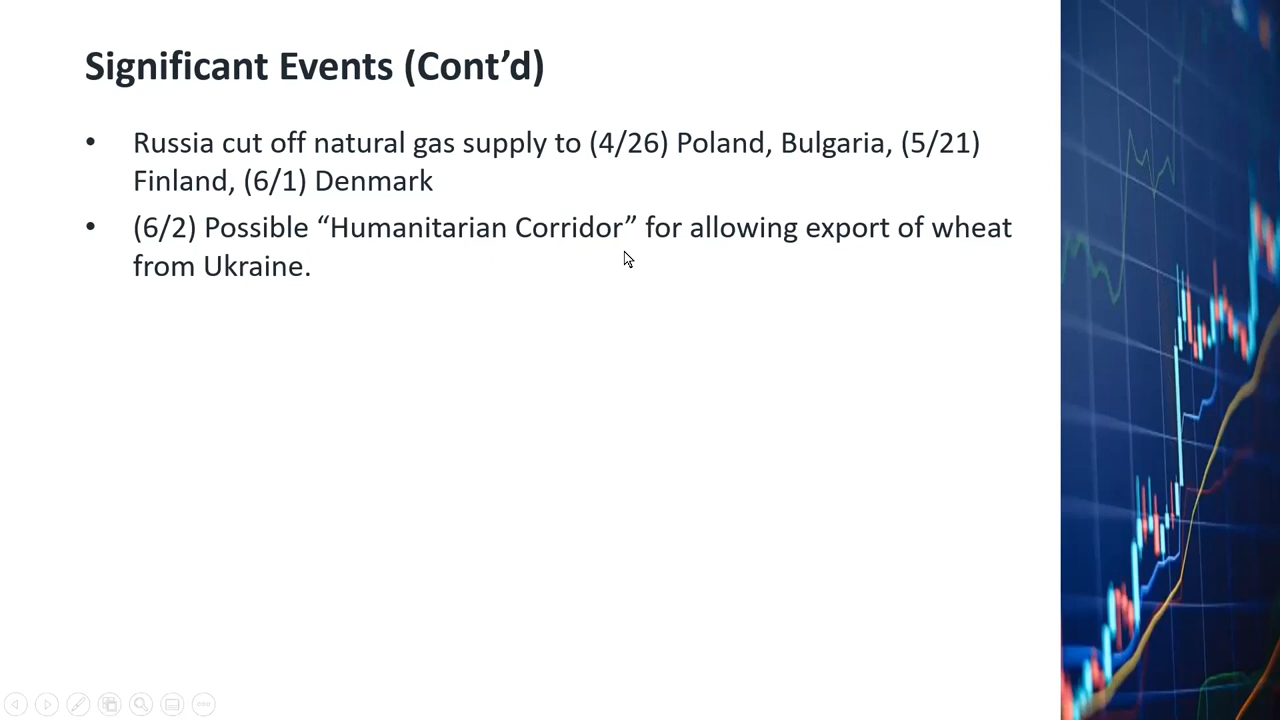 Significant Events (Cont’d)
• Russia cut off natural gas supply to (4/26) Poland, Bulgaria, (5/21)
Finland, (6/1) Denmark
• (6/2) Possible “Humanitarian Corridor” for allowing export of wheat
from Ukraine.